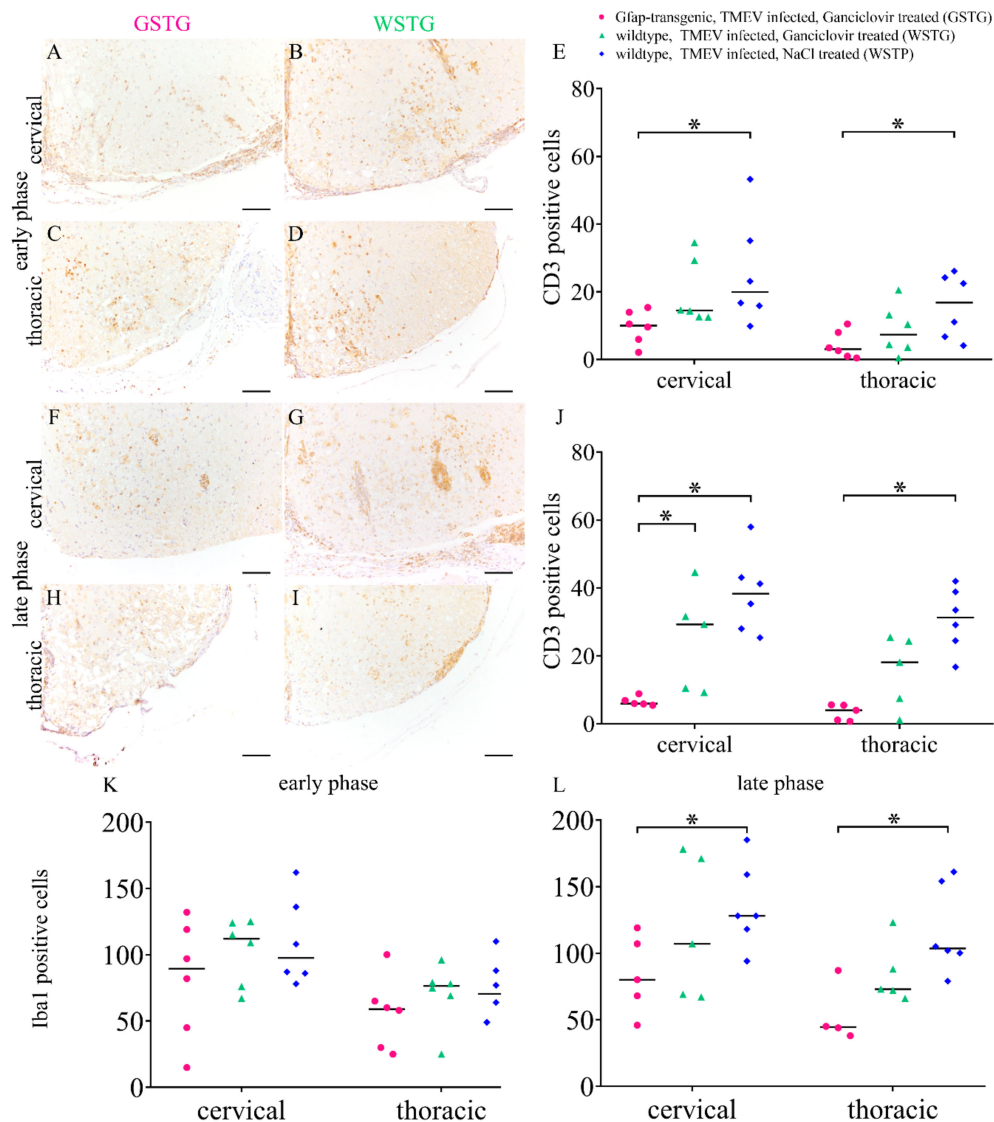 GSTG
WSTG
Gfap-transgenic, TMEV infected, Ganciclovir treated (GSTG)
wildtype, TMEV infected, Ganciclovir treated (WSTG)
wildtype, TMEV infected, NaCl treated (WSTP)
A
B
E
early phase
cervical
C
D
thoracic
80
60
40
20
0
CD3 positive cells
*
*
cervical
thoracic
F
G
J
late phase
cervical
H
I
thoracic
80
60
40
20
0
CD3 positive cells
*
*
*
cervical
thoracic
K
early phase
200
150
100
50
0
Iba1 positive cells
cervical
thoracic
L
late phase
200
150
100
50
0
*
*
cervical
thoracic